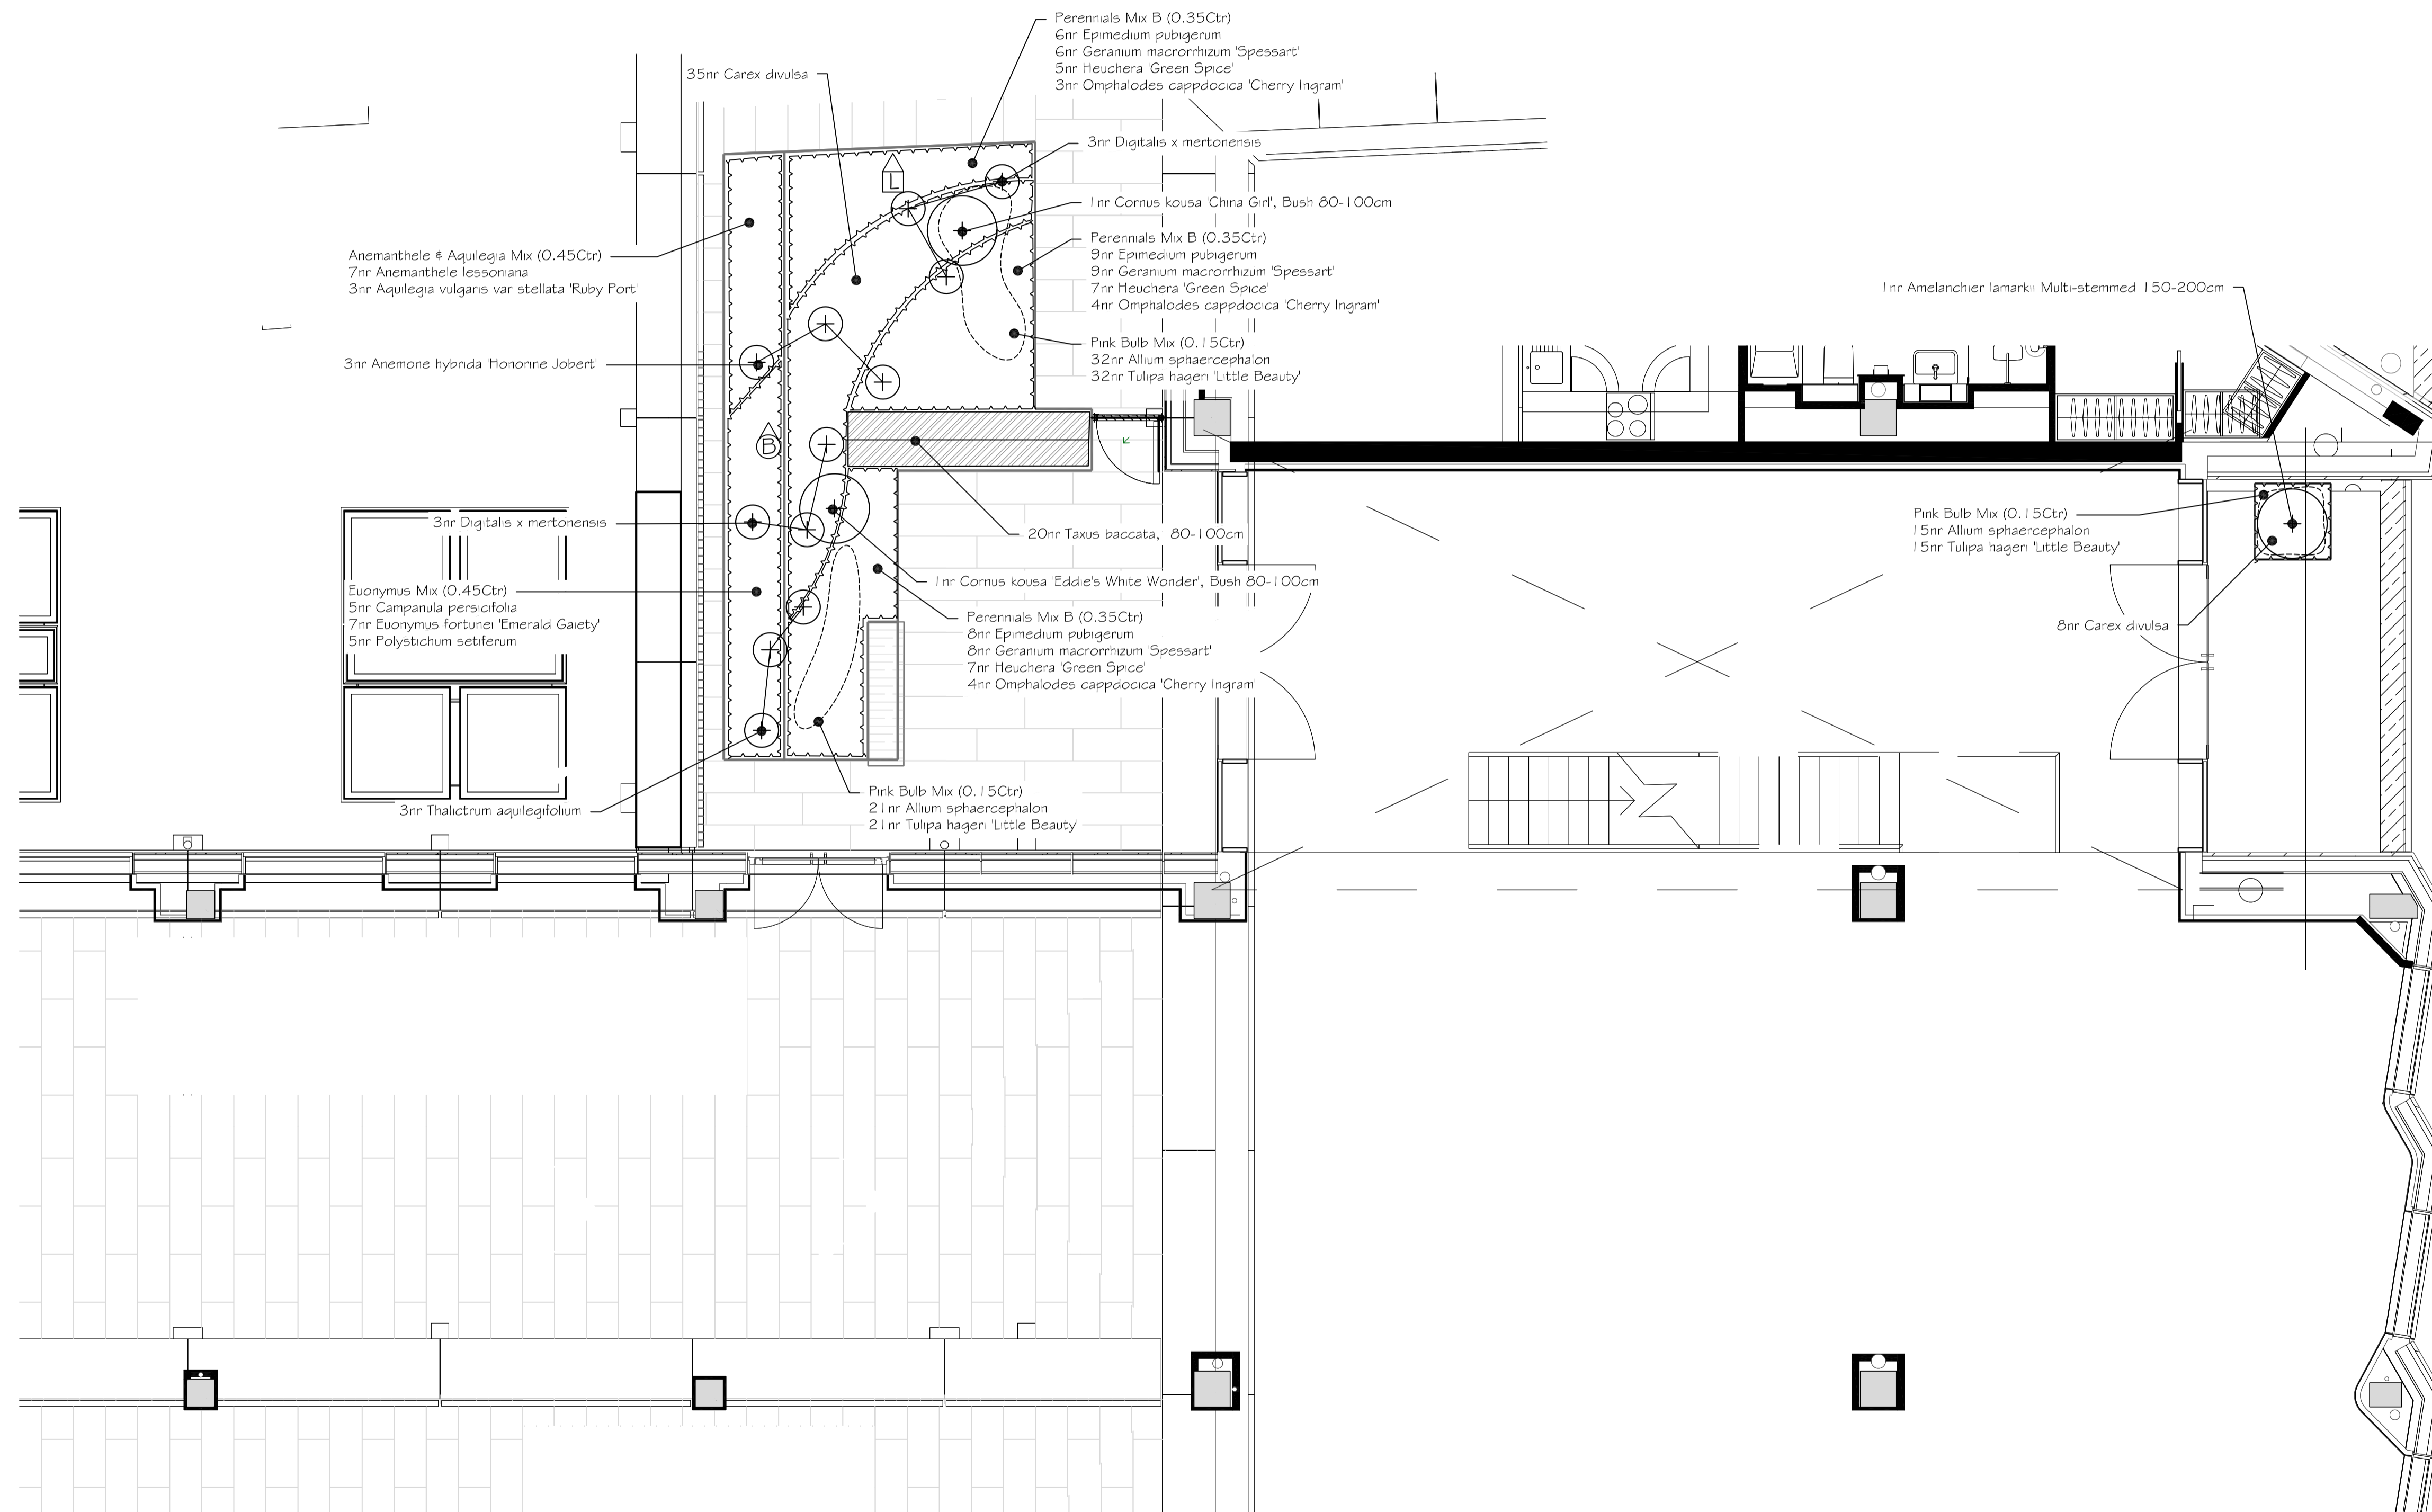 Perennials Mix B (0.35Ctr)
6nr Epimedium pubigerum
6nr Geranium macrorrhizum 'Spessart'
5nr Heuchera 'Green Spice'
3nr Omphalodes cappdocica 'Cherry Ingram'
35nr Carex divulsa
3nr Digitalis x mertonensis
L
1nr Cornus kousa 'China Girl', Bush 80-100cm
Perennials Mix B (0.35Ctr)
9nr Epimedium pubigerum
9nr Geranium macrorrhizum 'Spessart'
7nr Heuchera 'Green Spice'
4nr Omphalodes cappdocica 'Cherry Ingram'
Anemanthele & Aquilegia Mix (0.45Ctr)
7nr Anemanthele lessoniana
3nr Aquilegia vulgaris var stellata 'Ruby Port'
1nr Amelanchier lamarkii Multi-stemmed 150-200cm
Pink Bulb Mix (0.15Ctr)
32nr Allium sphaercephalon
32nr Tulipa hageri 'Little Beauty'
3nr Anemone hybrida 'Honorine Jobert'
B
3nr Digitalis x mertonensis
20nr Taxus baccata, 80-100cm
Pink Bulb Mix (0.15Ctr)
15nr Allium sphaercephalon
15nr Tulipa hageri 'Little Beauty'
1nr Cornus kousa 'Eddie's White Wonder', Bush 80-100cm
Euonymus Mix (0.45Ctr)
5nr Campanula persicifolia
7nr Euonymus fortunei 'Emerald Gaiety'
5nr Polystichum setiferum
Perennials Mix B (0.35Ctr)
8nr Epimedium pubigerum
8nr Geranium macrorrhizum 'Spessart'
7nr Heuchera 'Green Spice'
4nr Omphalodes cappdocica 'Cherry Ingram'
8nr Carex divulsa
3nr Thalictrum aquilegifolium
Pink Bulb Mix (0.15Ctr)
21nr Allium sphaercephalon
21nr Tulipa hageri 'Little Beauty'